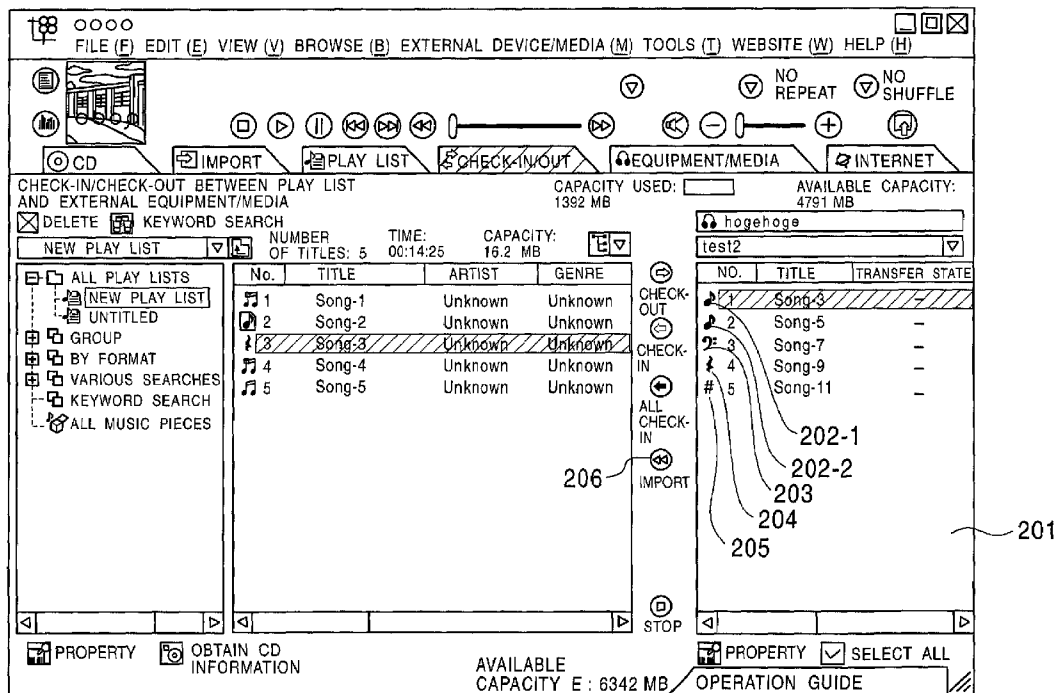 ○○○○
FILE (F) EDIT (E) VIEW (V) BROWSE (B) EXTERNAL DEVICE/MEDIA (M) TOOLS (T) WEBSITE (W) HELP (H)
NO REPEAT
NO SHUFFLE
CD IMPORT PLAY LIST CHECK-IN/OUT EQUIPMENT/MEDIA INTERNET
CHECK-IN/CHECK-OUT BETWEEN PLAY LIST
AND EXTERNAL EQUIPMENT/MEDIA
CAPACITY USED:
1392 MB
AVAILABLE CAPACITY:
4791 MB
DELETE KEYWORD SEARCH
hogehoge
NEW PLAY LIST
NUMBER
OF TITLES: 5
TIME:
00:14:25
CAPACITY:
16.2 MB
test2
ALL PLAY LISTS
NEW PLAY LIST
UNTITLED
GROUP
BY FORMAT
VARIOUS SEARCHES
KEYWORD SEARCH
ALL MUSIC PIECES
No. TITLE ARTIST GENRE
1 Song-1 Unknown Unknown
2 Song-2 Unknown Unknown
3 Song-3 Unknown Unknown
4 Song-4 Unknown Unknown
5 Song-5 Unknown Unknown
CHECK-
OUT
CHECK-
IN
ALL
CHECK-
IN
206
IMPORT
STOP
NO. TITLE TRANSFER STATE
1 Song-3 –
2 Song-5 –
3 Song-7 –
4 Song-9 –
# 5 Song-11 –
202-1
202-2
203
204
205
201
PROPERTY OBTAIN CD
INFORMATION
AVAILABLE
CAPACITY E : 6342 MB
PROPERTY SELECT ALL
OPERATION GUIDE